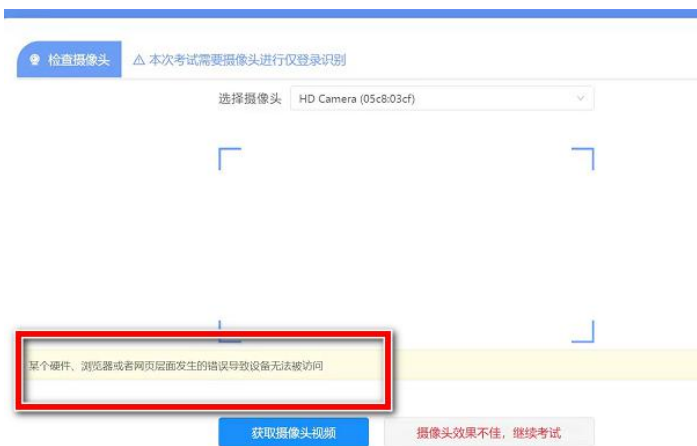 检查摄像头
本次考试需要摄像头进行仅登录识别
选择摄像头 HD Camera (05c8:03cf)
某个硬件、浏览器或者网页层面发生的错误导致设备无法被访问
获取摄像头视频
摄像头效果不佳，继续考试